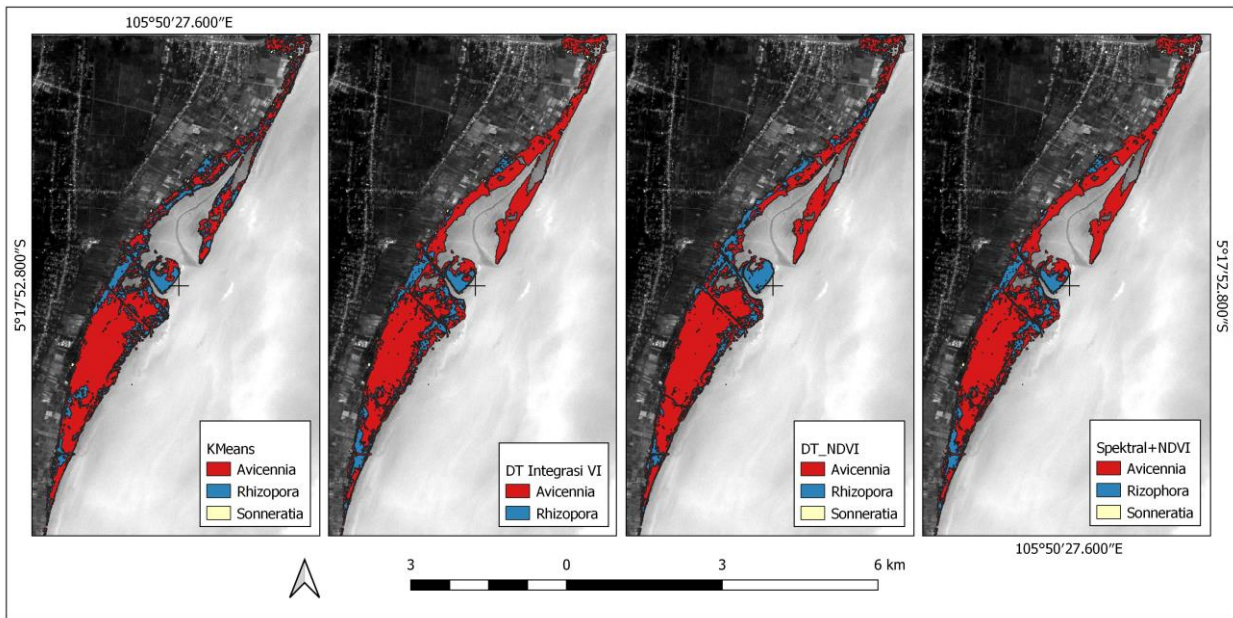 105°50'27.600"E
5°17'52.800"S
KMeans
Avicennia
Rhizopora
Sonneratia
DT Integrasi VI
Avicennia
Rhizopora
DT_NDVI
Avicennia
Rhizopora
Sonneratia
Spektral+NDVI
Avicennia
Rizophora
Sonneratia
5°17'52.800"S
105°50'27.600"E
3 0 3 6 km